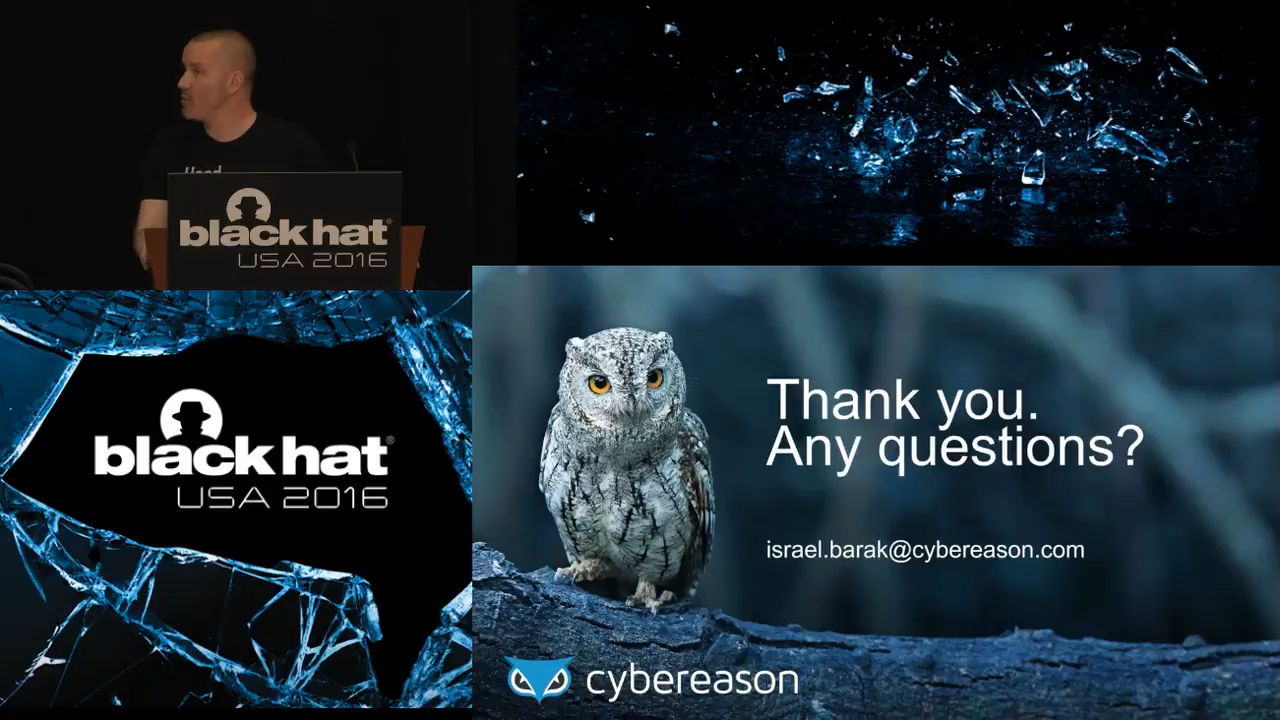 black hat
USA 2016
black hat
USA 2016
Thank you.
Any questions?
israel.barak@cybereason.com
cybereason